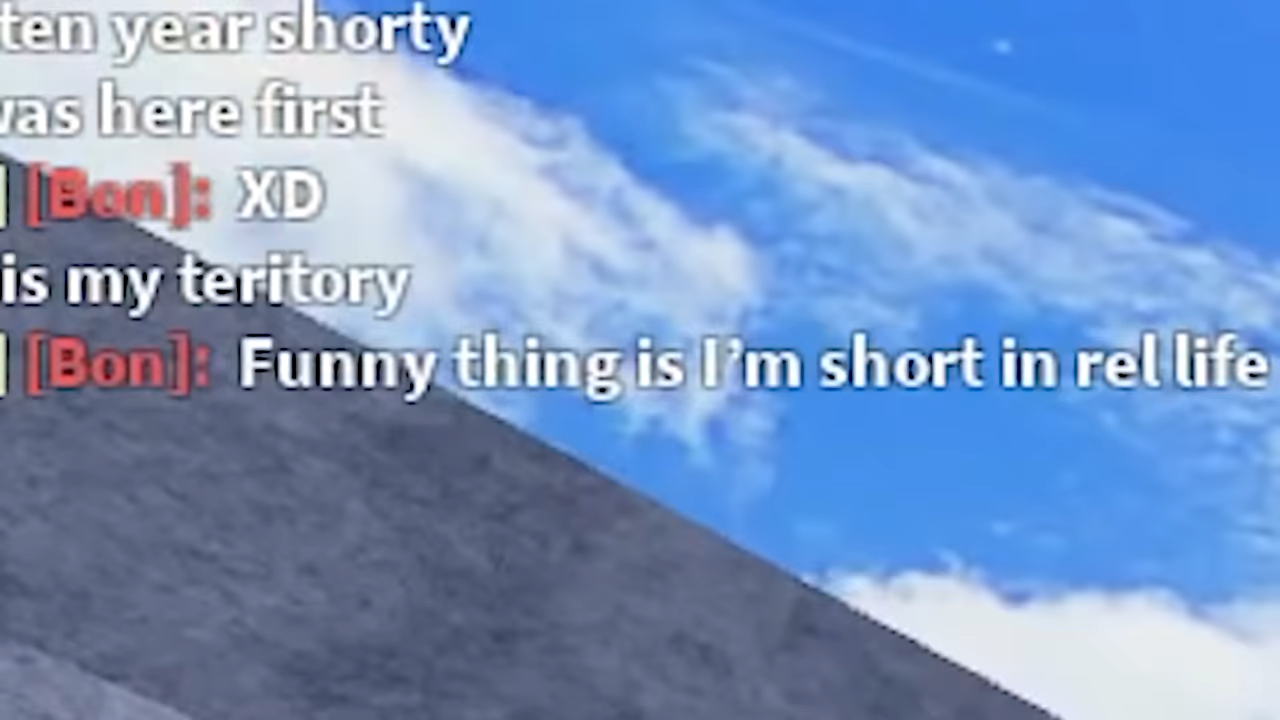 ten year shorty
was here first
[Bon]: XD
is my teritory
[Bon]: Funny thing is I'm short in rel life